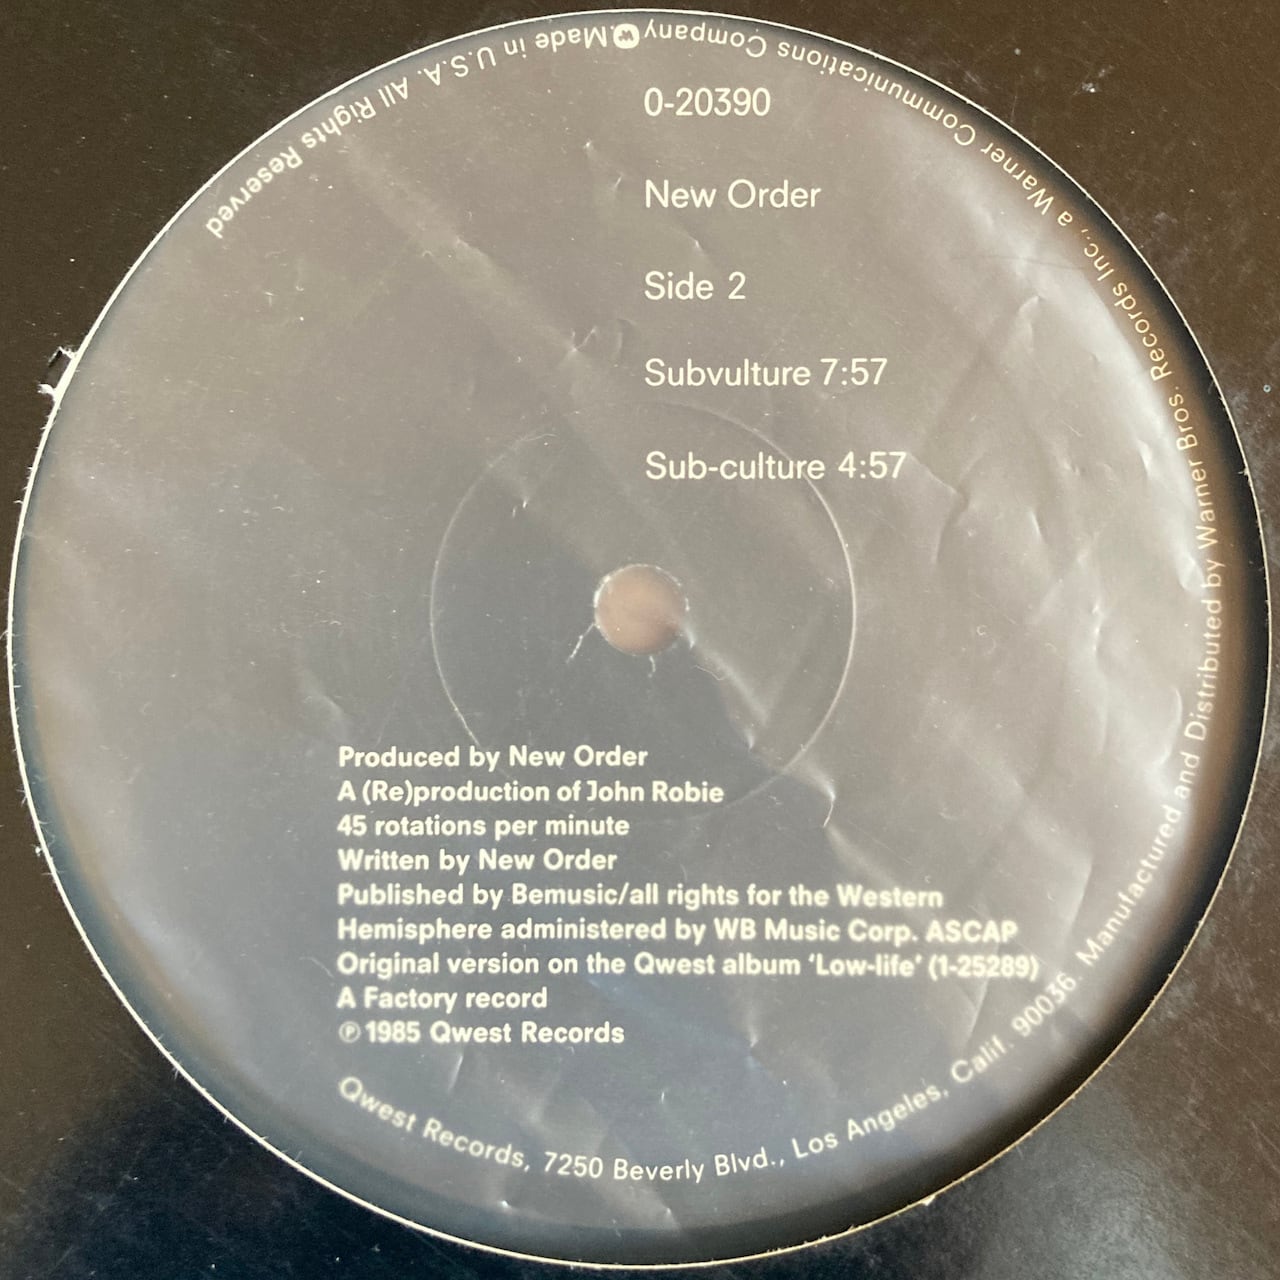 0-20390
New Order
Side 2
Subvulture 7:57
Sub-culture 4:57
Produced by New Order
A (Re)production of John Robie
45 rotations per minute
Written by New Order
Published by Bemusic/all rights for the Western
Hemisphere administered by WB Music Corp. ASCAP
Original version on the Qwest album ‘Low-life’ (1-25289)
A Factory record
℗ 1985 Qwest Records
Qwest Records, 7250 Beverly Blvd., Los Angeles, Calif. 90036. Manufactured and Distributed by Warner Bros. Records Inc., a Warner Communications Company W. Made in U.S.A. All Rights Reserved